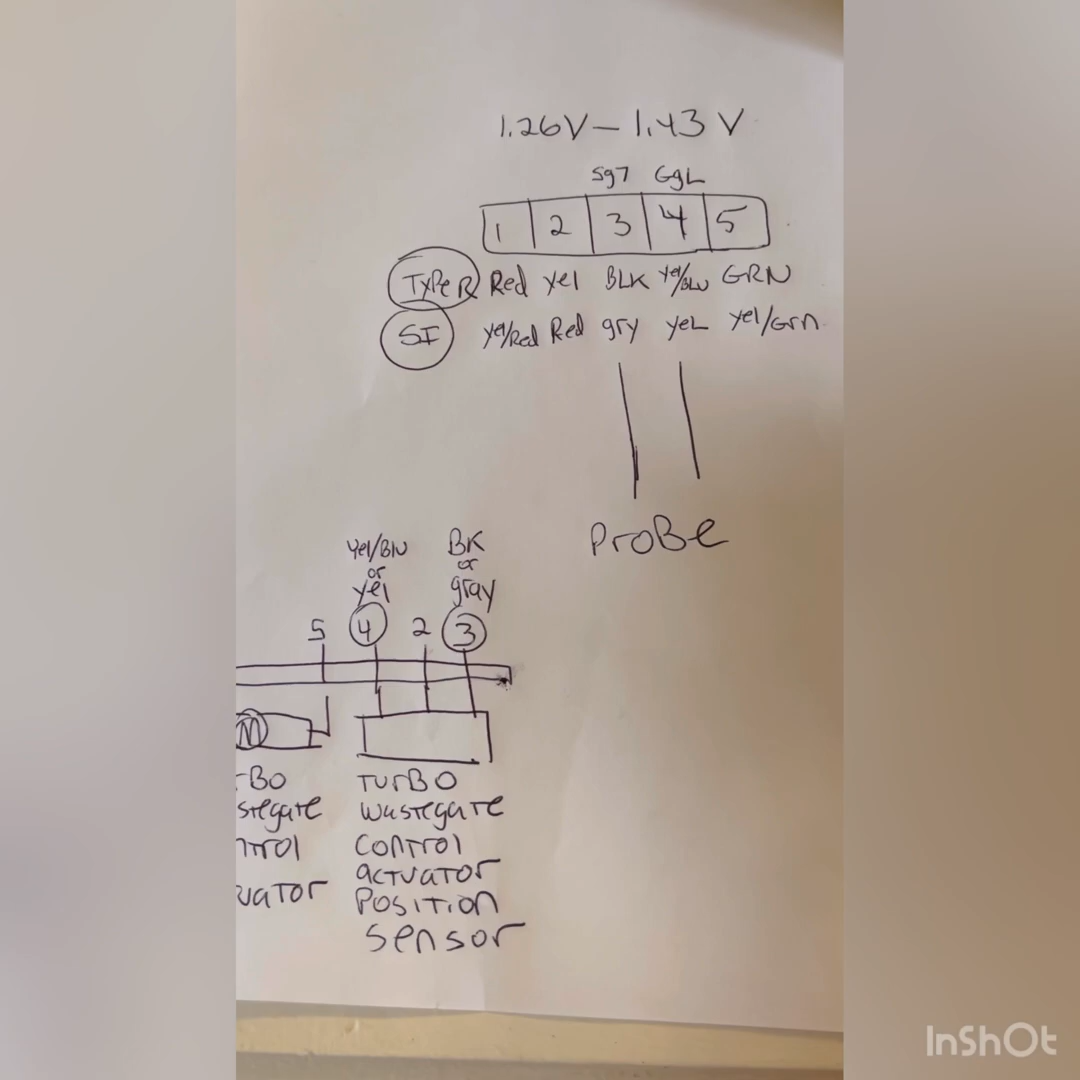 1.26V - 1.43 V
Sg7 GgL
1 2 3 4 5
TYPe R Red yel BLK Yel/BLU GRN
SI yel/Red Red gry yeL yel/Grn
ProBe
Yel/BlU BK
or or
yel gray
5 4 2 3
M
TurBO
wastegate
control
actuator
Position
sensor
InShOt